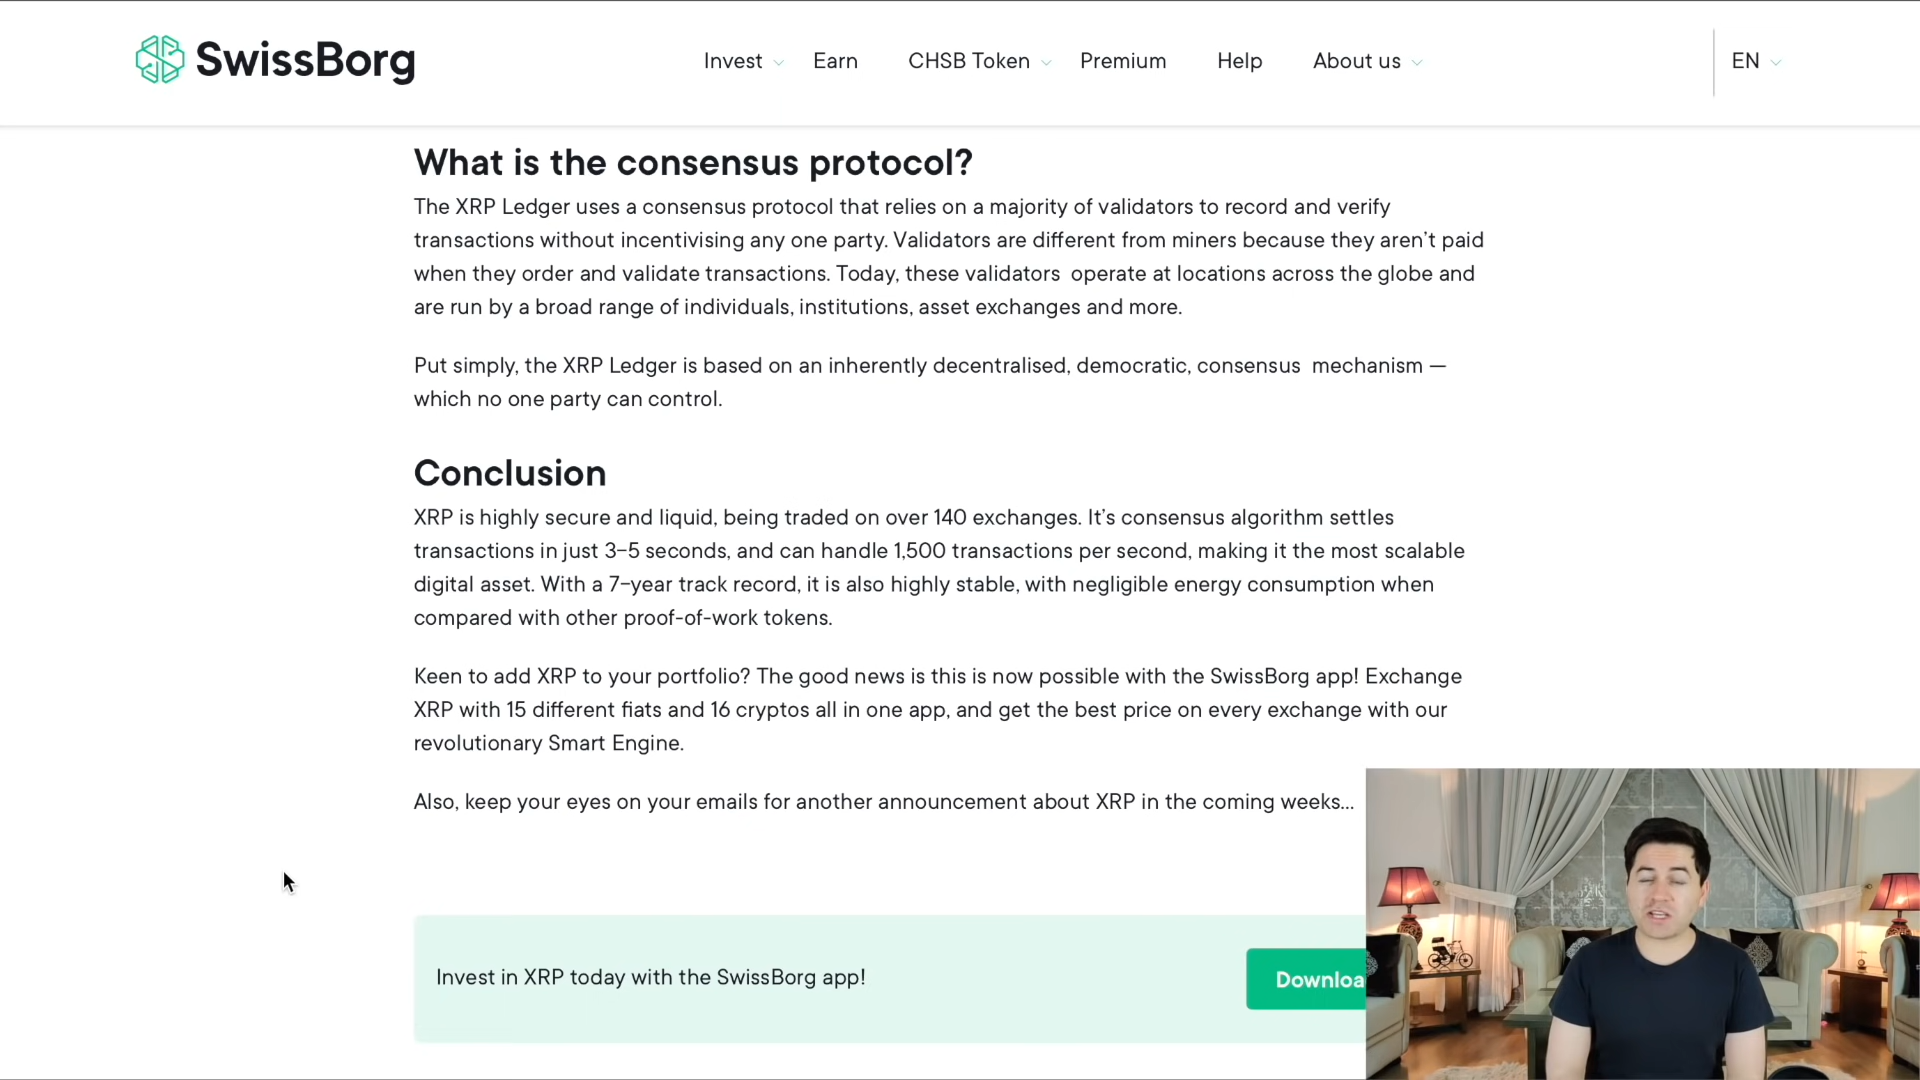 SwissBorg
Invest
Earn
CHSB Token
Premium
Help
About us
EN
What is the consensus protocol?
The XRP Ledger uses a consensus protocol that relies on a majority of validators to record and verify
transactions without incentivising any one party. Validators are different from miners because they aren't paid
when they order and validate transactions. Today, these validators operate at locations across the globe and
are run by a broad range of individuals, institutions, asset exchanges and more.
Put simply, the XRP Ledger is based on an inherently decentralised, democratic, consensus mechanism —
which no one party can control.
Conclusion
XRP is highly secure and liquid, being traded on over 140 exchanges. It's consensus algorithm settles
transactions in just 3–5 seconds, and can handle 1,500 transactions per second, making it the most scalable
digital asset. With a 7–year track record, it is also highly stable, with negligible energy consumption when
compared with other proof-of-work tokens.
Keen to add XRP to your portfolio? The good news is this is now possible with the SwissBorg app! Exchange
XRP with 15 different fiats and 16 cryptos all in one app, and get the best price on every exchange with our
revolutionary Smart Engine.
Also, keep your eyes on your emails for another announcement about XRP in the coming weeks...
Invest in XRP today with the SwissBorg app!
Downloa